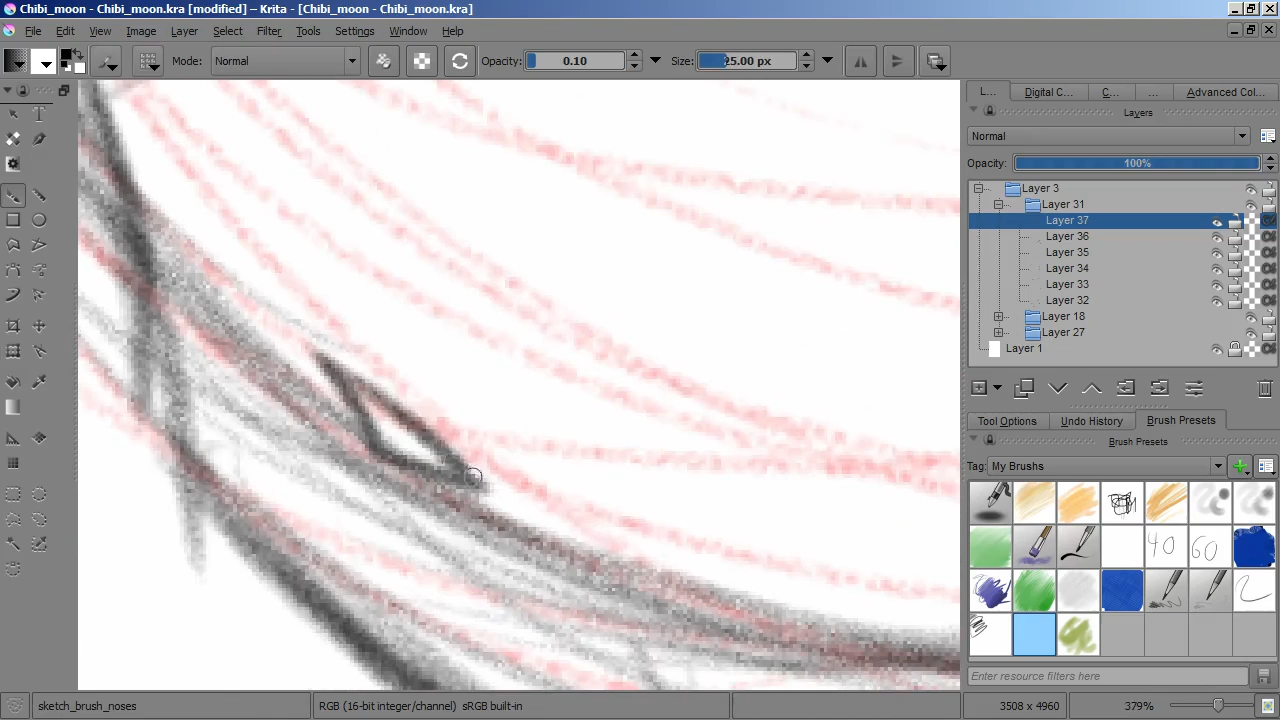 Chibi_moon - Chibi_moon.kra [modified] – Krita - [Chibi_moon - Chibi_moon.kra]
File Edit View Image Layer Select Filter Tools Settings Window Help
Mode: Normal Opacity: 0.10 Size: 25.00 px
L... Digital C... C... ... Advanced Col...
Layers
Normal
Opacity: 100%
Layer 3
Layer 31
Layer 37
Layer 36
Layer 35
Layer 34
Layer 33
Layer 32
Layer 18
Layer 27
Layer 1
Tool Options Undo History Brush Presets
Brush Presets
Tag: My Brushes
40 60
Enter resource filters here
sketch_brush_noses RGB (16-bit integer/channel) sRGB built-in 3508 x 4960 379%